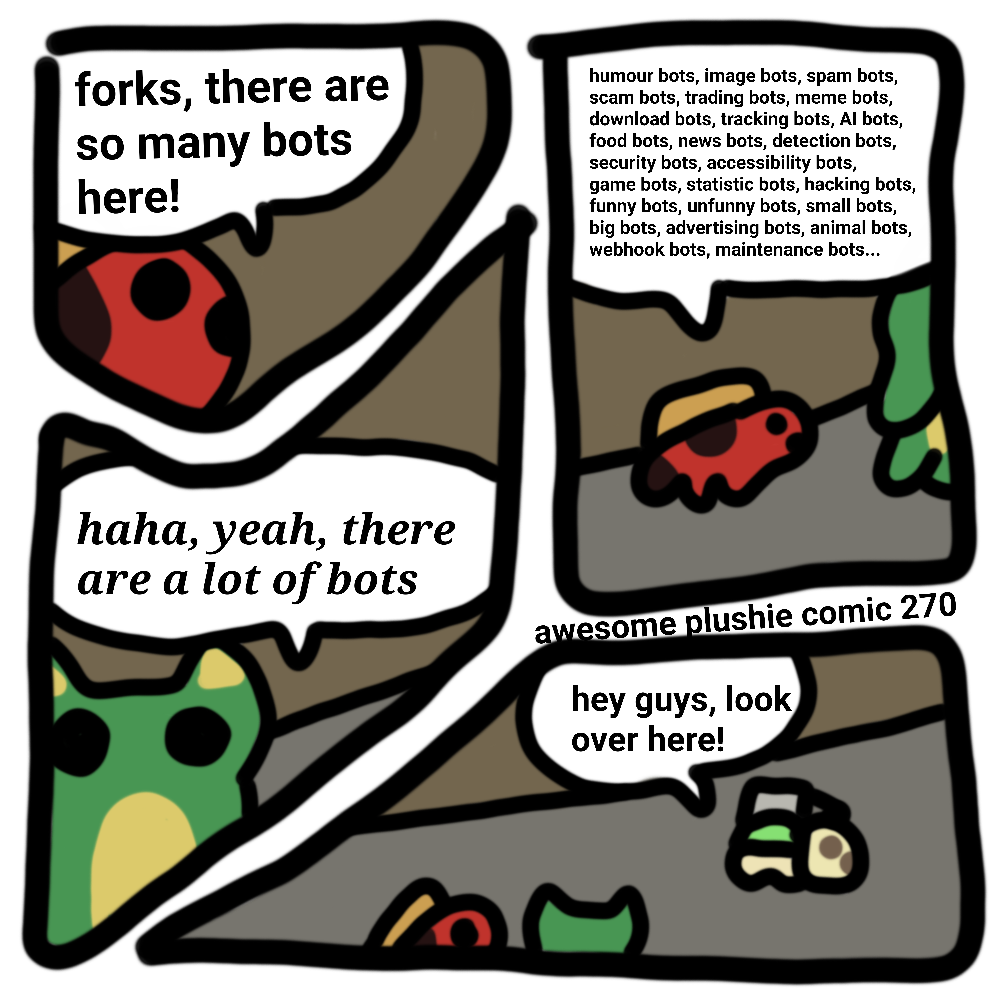 forks, there are
so many bots
here!
haha, yeah, there
are a lot of bots
humour bots, image bots, spam bots,
scam bots, trading bots, meme bots,
download bots, tracking bots, AI bots,
food bots, news bots, detection bots,
security bots, accessibility bots,
game bots, statistic bots, hacking bots,
funny bots, unfunny bots, small bots,
big bots, advertising bots, animal bots,
webhook bots, maintenance bots...
awesome plushie comic 270
hey guys, look
over here!